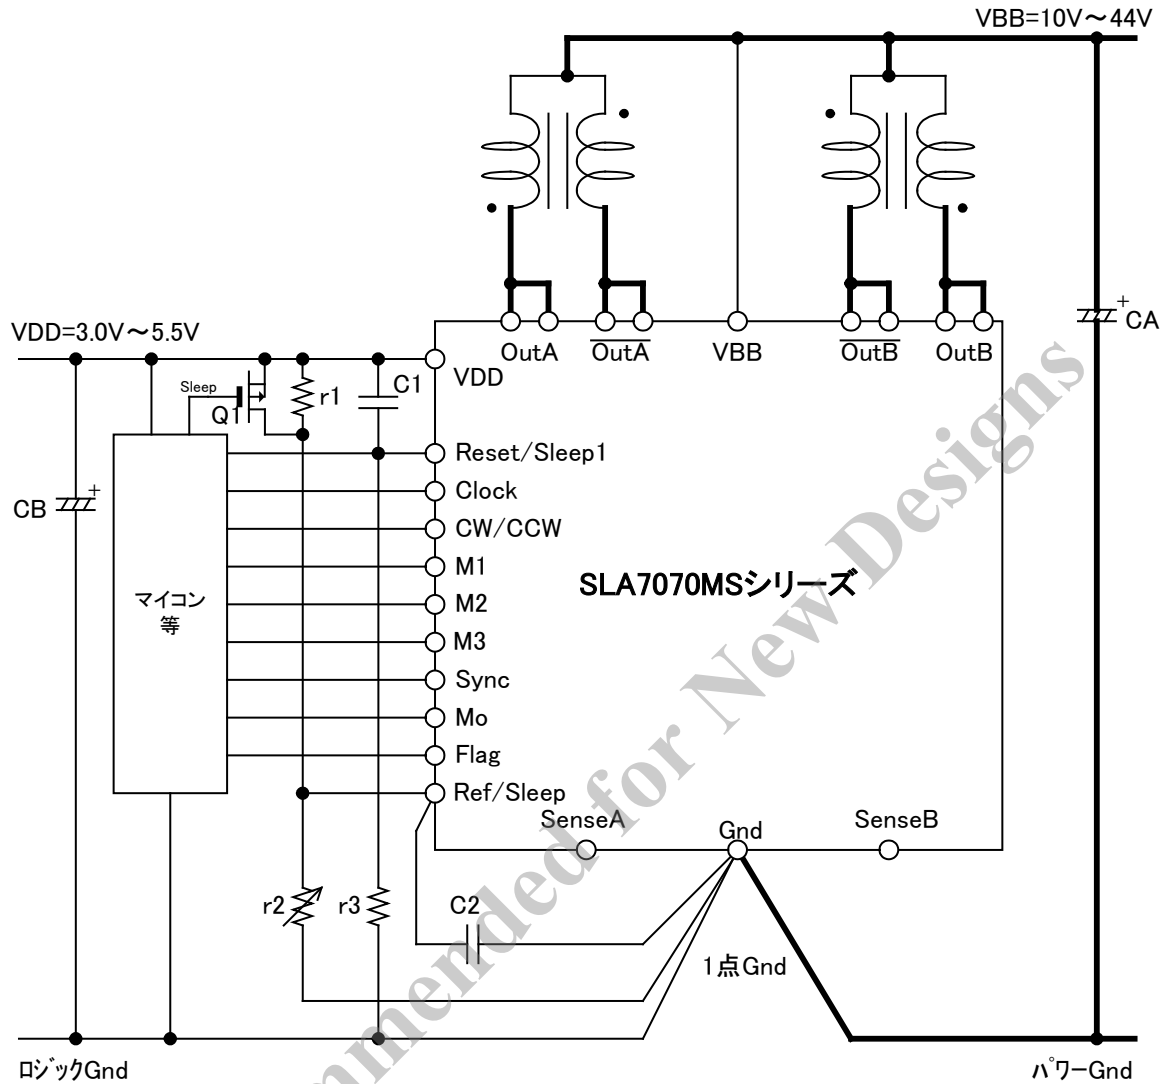 VBB=10V～44V
VDD=3.0V～5.5V
+
CA
OutA
OutA
VBB
OutB
OutB
VDD
Sleep
Q1
r1
C1
Reset/Sleep1
Clock
CW/CCW
M1
M2
M3
Sync
Mo
Flag
Ref/Sleep
+
CB
マイコン
等
SLA7070MSシリーズ
SenseA
Gnd
SenseB
r2
r3
C2
1点Gnd
ﾛｼﾞｯｸGnd
ﾊﾟﾜｰGnd
mmended for New Designs